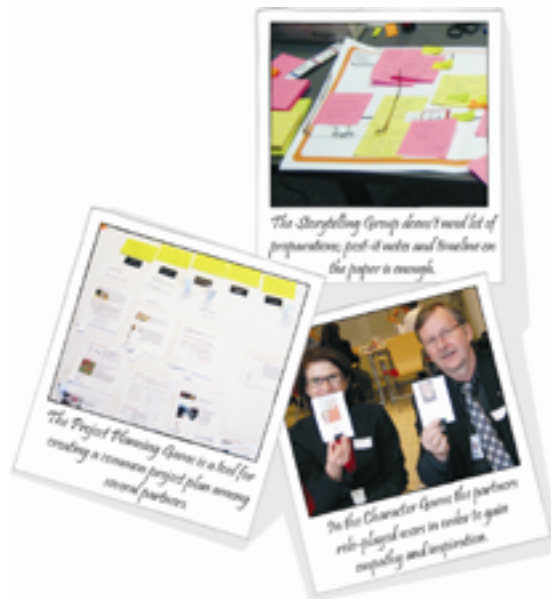 The Storytelling Group doesn't need lot of
preparations; post-it notes and timeline on
the paper is enough.
The Project Planning Game is a tool for
creating a common project plan among
several partners
In the Character Game the partners
role-played users in order to gain
empathy and inspiration.